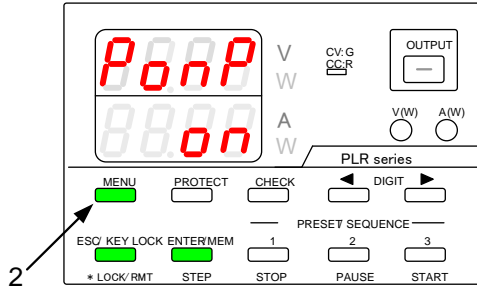 PonP
V
W
CV: G
CC:R
OUTPUT
on
A
W
V(W) A(W)
PLR series
MENU PROTECT CHECK ◄ DIGIT ►
PRESET/ SEQUENCE
ESC/ KEY LOCK ENTER/MEM 1 2 3
2
* LOCK/ RMT STEP STOP PAUSE START